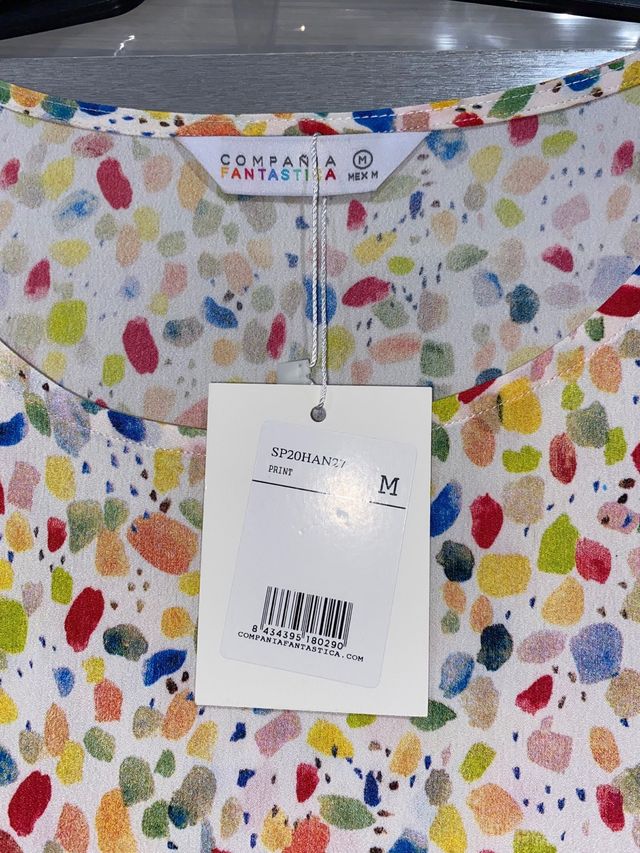 COMPAÑIA
FANTASTICA
M
MEX M
SP20HAN27
PRINT
M
8 434395 180290
COMPANIAFANTASTICA.COM